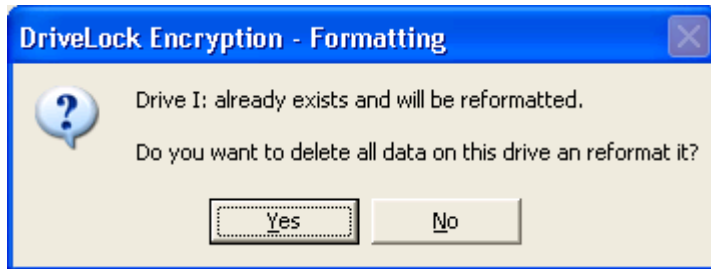 DriveLock Encryption - Formatting
Drive I: already exists and will be reformatted.
Do you want to delete all data on this drive an reformat it?
Yes
No